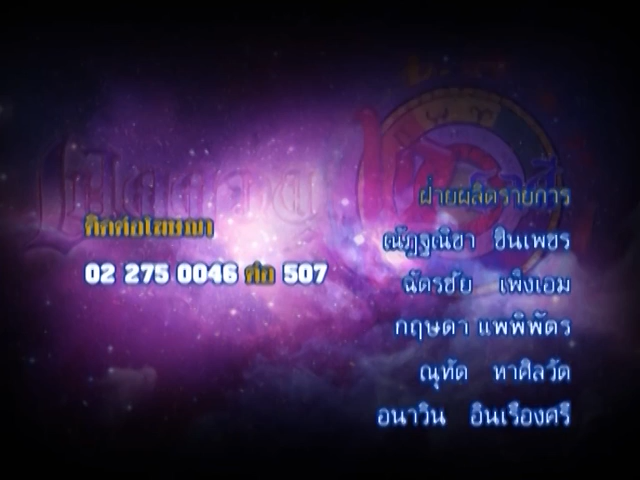 ติดต่อโฆษณา
02 275 0046 ต่อ 507
ฝ่ายผลิตรายการ
ณัฏฐณิชา ชินเพชร
ฉัตรชัย เพ็งเอม
กฤษดา แพพิพัตร
ณุทัด หาศิลวัด
อนาวิน อินเรืองศรี